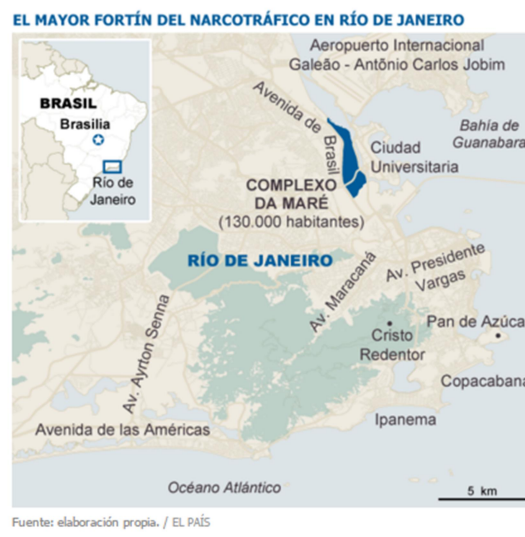 EL MAYOR FORTÍN DEL NARCOTRÁFICO EN RÍO DE JANEIRO
Aeropuerto Internacional
Galeão - Antônio Carlos Jobim
BRASIL
Brasilia
Río de
Janeiro
Avenida de Brasil
Bahía de
Guanabara
Ciudad
Universitaria
COMPLEXO
DA MARÉ
(130.000 habitantes)
RÍO DE JANEIRO
Av. Maracaná
Av. Presidente
Vargas
Av. Ayrton Senna
Pan de Azúca
Cristo
Redentor
Copacabana
Ipanema
Avenida de las Américas
Océano Atlántico
5 km
Fuente: elaboración propia. / EL PAÍS